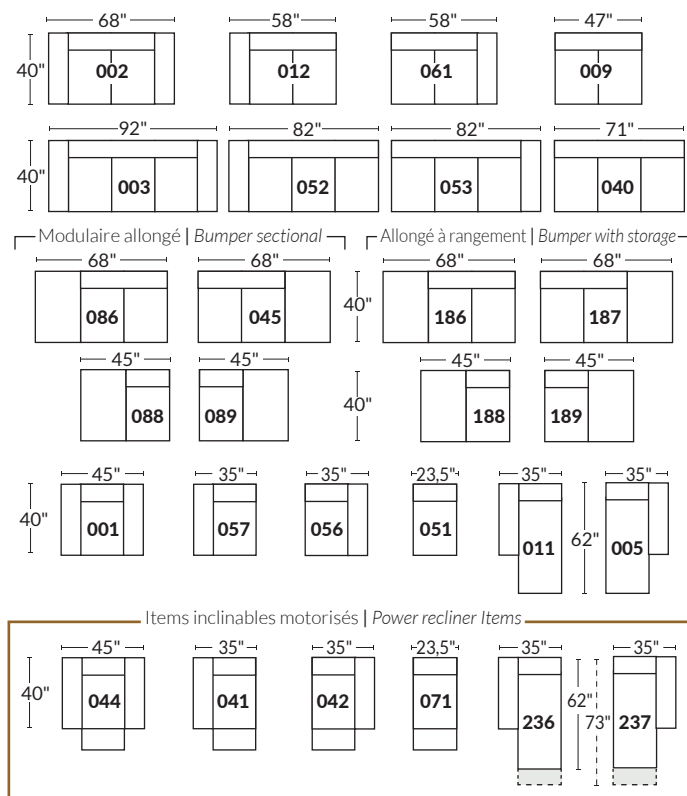 68" 58" 58" 47"
40" 002 012 061 009
92" 82" 82" 71"
40" 003 052 053 040
Modulaire allongé | Bumper sectional
Allongé à rangement | Bumper with storage
68" 68" 68" 68"
086 045 40" 186 187
45" 45" 45" 45"
088 089 40" 188 189
45" 35" 35" 23,5" 35" 35"
40" 001 057 056 051 011 62" 005
Items inclinables motorisés | Power recliner Items
45" 35" 35" 23,5" 35" 35"
40" 044 041 042 071 236 62" 73" 237